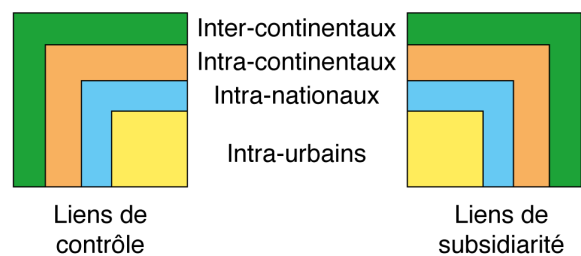 Inter-continentaux
Intra-continentaux
Intra-nationaux
Intra-urbains
Liens de
contrôle
Liens de
subsidiarité